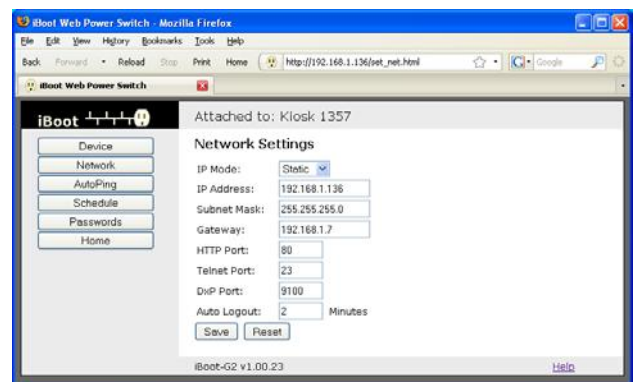 iBoot Web Power Switch - Mozilla Firefox
File Edit View History Bookmarks Tools Help
Back Forward Reload Stop Print Home http://192.168.1.136/set_net.html Google
iBoot Web Power Switch
iBoot
Attached to: Kiosk 1357
Device
Network
AutoPing
Schedule
Passwords
Home
Network Settings
IP Mode: Static
IP Address: 192.168.1.136
Subnet Mask: 255.255.255.0
Gateway: 192.168.1.7
HTTP Port: 80
Telnet Port: 23
DxP Port: 9100
Auto Logout: 2 Minutes
Save Reset
iBoot-G2 v1.00.23 Help